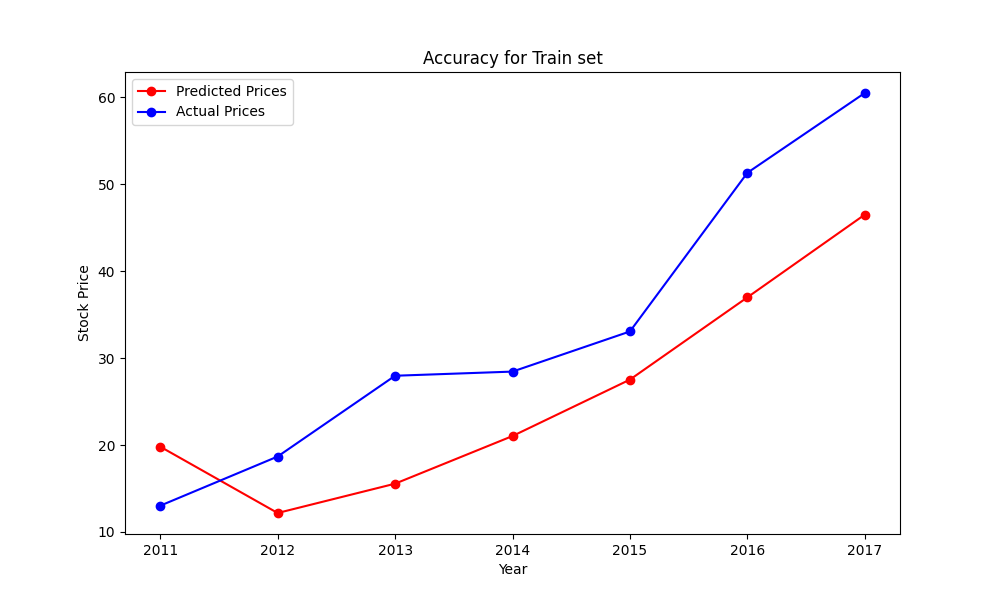 Accuracy for Train set
Predicted Prices
Actual Prices
Stock Price
60
50
40
30
20
10
2011 2012 2013 2014 2015 2016 2017
Year